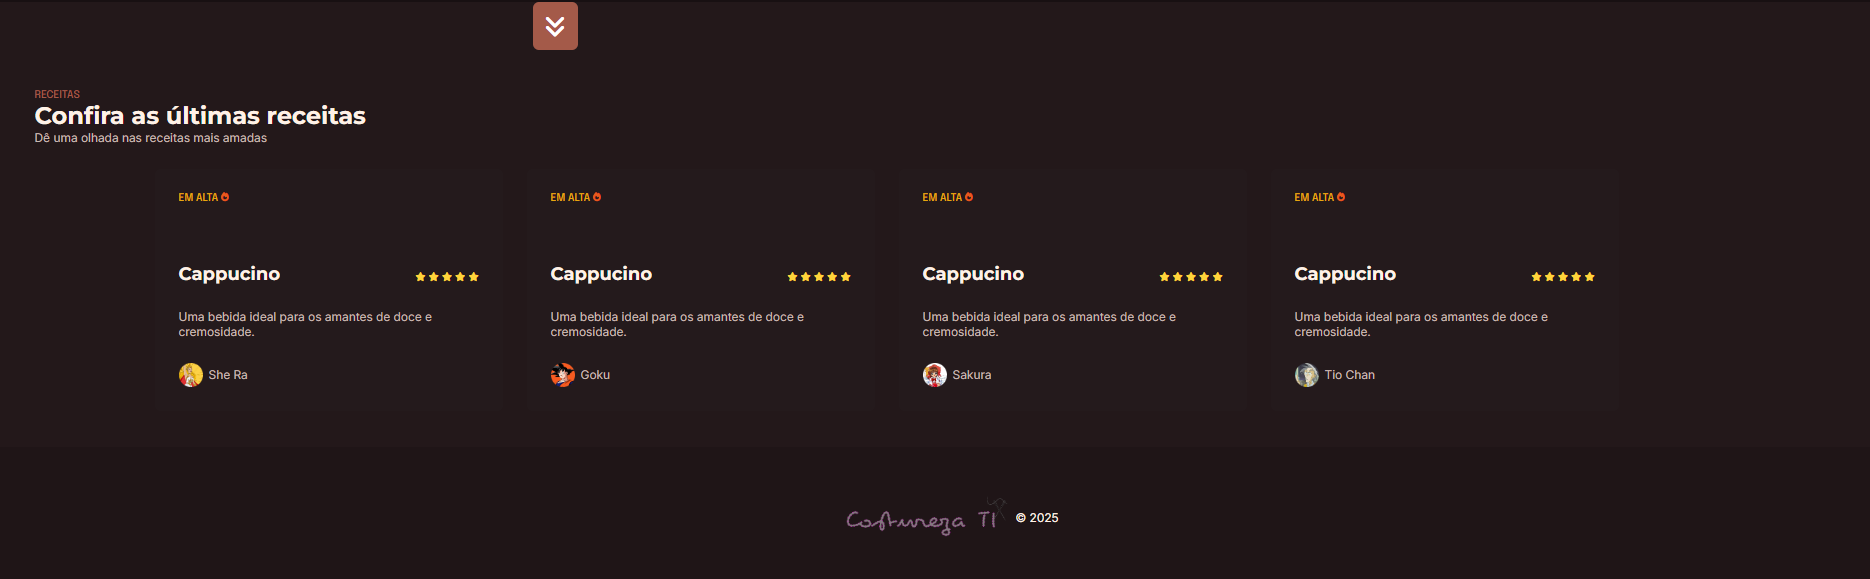 RECEITAS
Confira as últimas receitas
Dê uma olhada nas receitas mais amadas
EM ALTA
Cappucino
Uma bebida ideal para os amantes de doce e
cremosidade.
She Ra
EM ALTA
Cappucino
Uma bebida ideal para os amantes de doce e
cremosidade.
Goku
EM ALTA
Cappucino
Uma bebida ideal para os amantes de doce e
cremosidade.
Sakura
EM ALTA
Cappucino
Uma bebida ideal para os amantes de doce e
cremosidade.
Tio Chan
Costureza TI © 2025